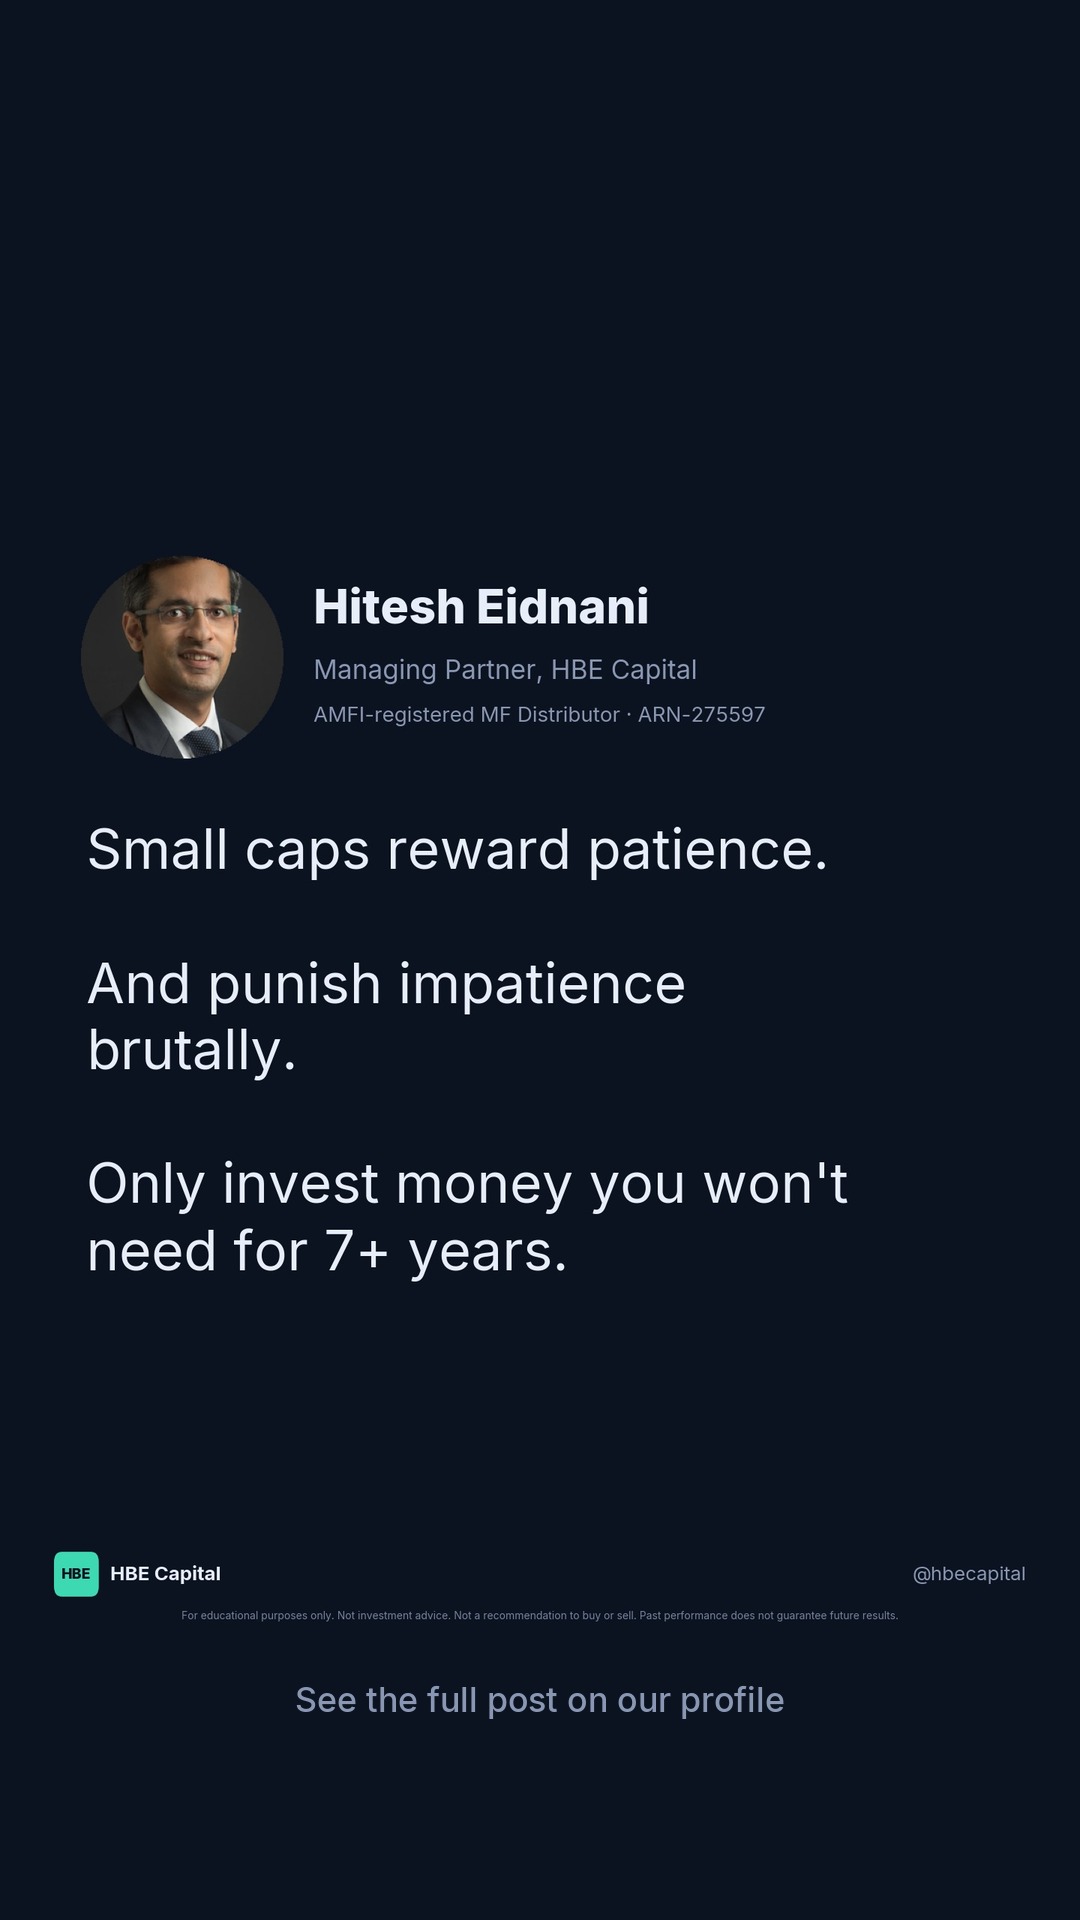 Hitesh Eidnani
Managing Partner, HBE Capital
AMFI-registered MF Distributor · ARN-275597
Small caps reward patience.
And punish impatience
brutally.
Only invest money you won't
need for 7+ years.
HBE
HBE Capital
@hbecapital
For educational purposes only. Not investment advice. Not a recommendation to buy or sell. Past performance does not guarantee future results.
See the full post on our profile